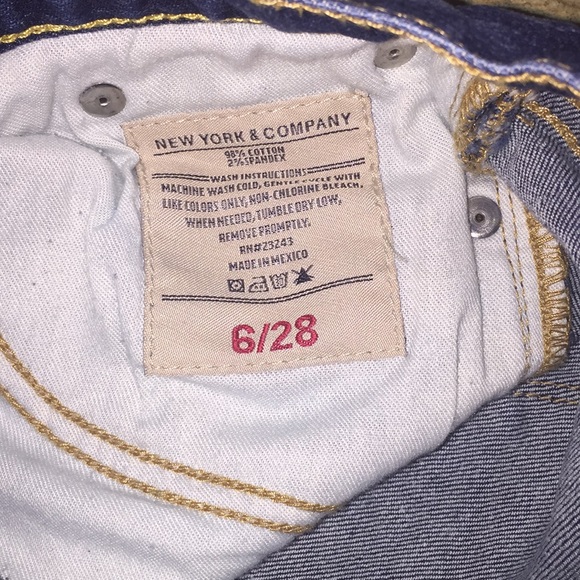 NEW YORK & COMPANY
98% COTTON
2% SPANDEX
WASH INSTRUCTIONS
MACHINE WASH COLD, GENTLE CYCLE WITH
LIKE COLORS ONLY, NON-CHLORINE BLEACH,
WHEN NEEDED, TUMBLE DRY LOW,
REMOVE PROMPTLY.
RN#23243
MADE IN MEXICO
6/28